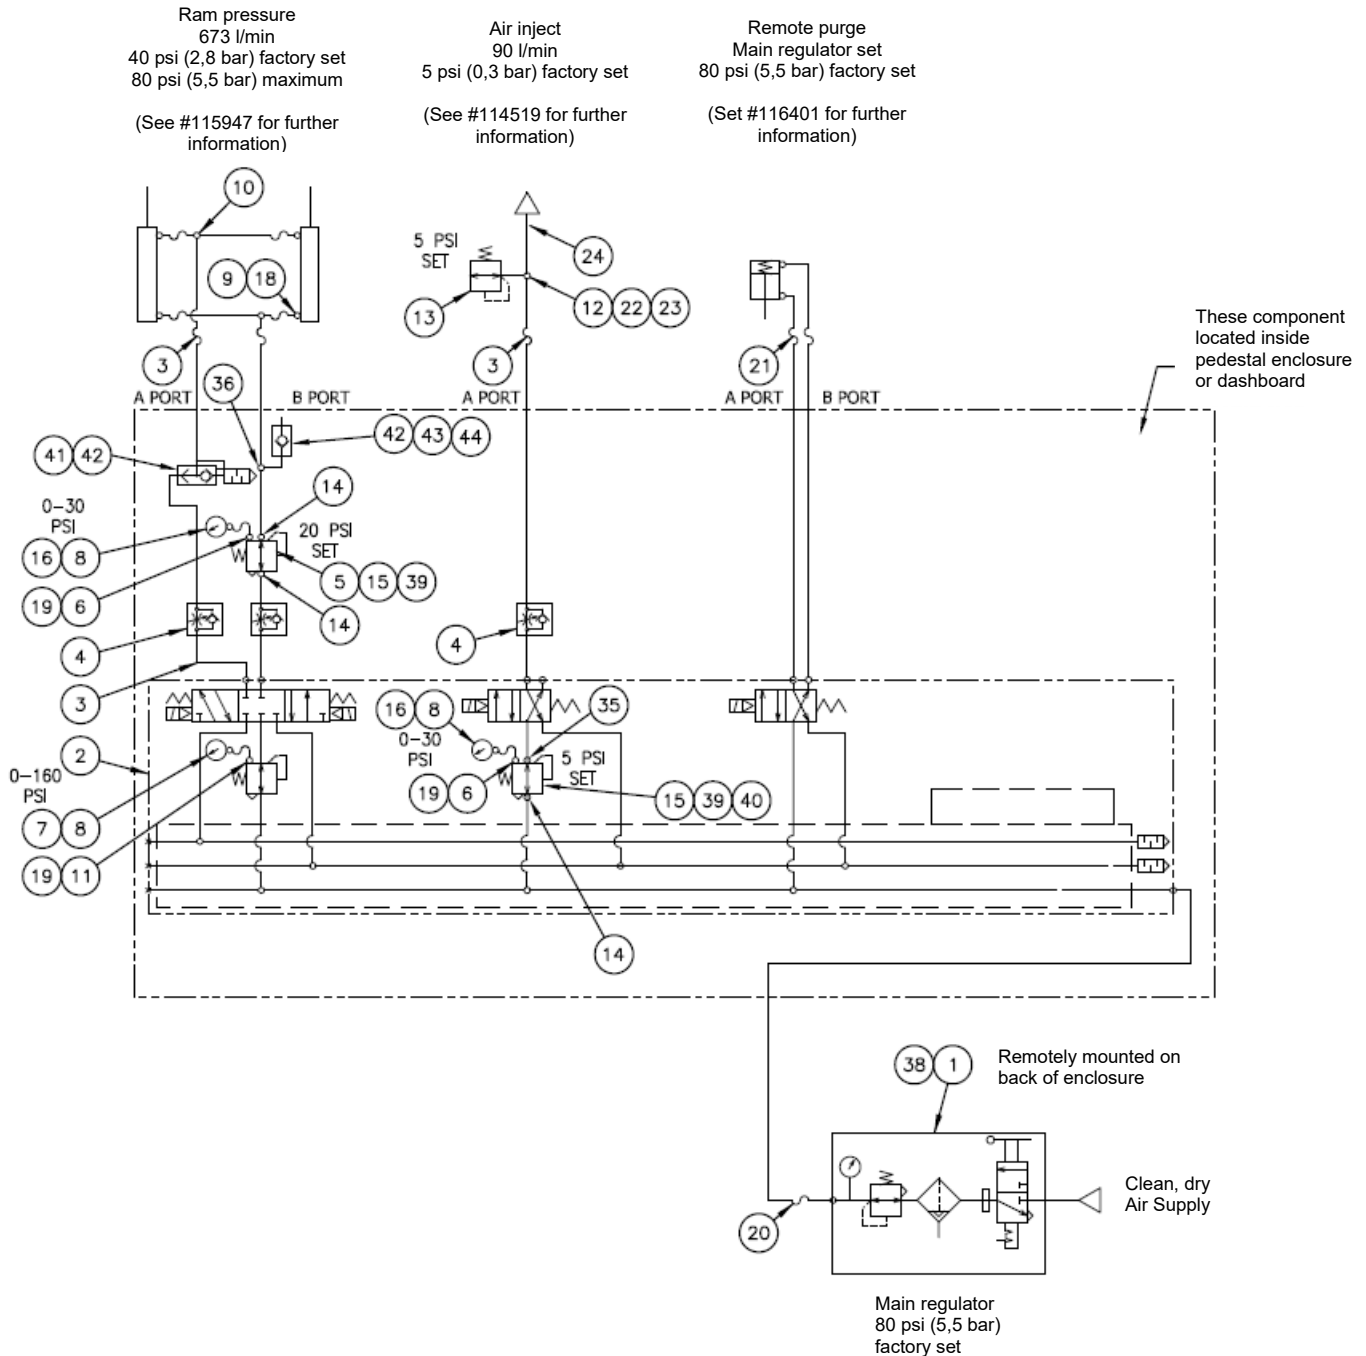 Ram pressure
673 l/min
40 psi (2,8 bar) factory set
80 psi (5,5 bar) maximum
(See #115947 for further
information)
Air inject
90 l/min
5 psi (0,3 bar) factory set
(See #114519 for further
information)
Remote purge
Main regulator set
80 psi (5,5 bar) factory set
(Set #116401 for further
information)
10
9 18
3
36
A PORT
B PORT
5 PSI
SET
13
24
12 22 23
3
A PORT
21
A PORT
B PORT
These component
located inside
pedestal enclosure
or dashboard
41 42
42 43 44
14
0-30
PSI
16 8
20 PSI
SET
5 15 39
19 6
14
4
4
3
2
16 8
35
0-30
PSI
5 PSI
SET
19 6
15 39 40
0-160
PSI
7 8
19 11
14
38 1
Remotely mounted on
back of enclosure
Clean, dry
Air Supply
20
Main regulator
80 psi (5,5 bar)
factory set